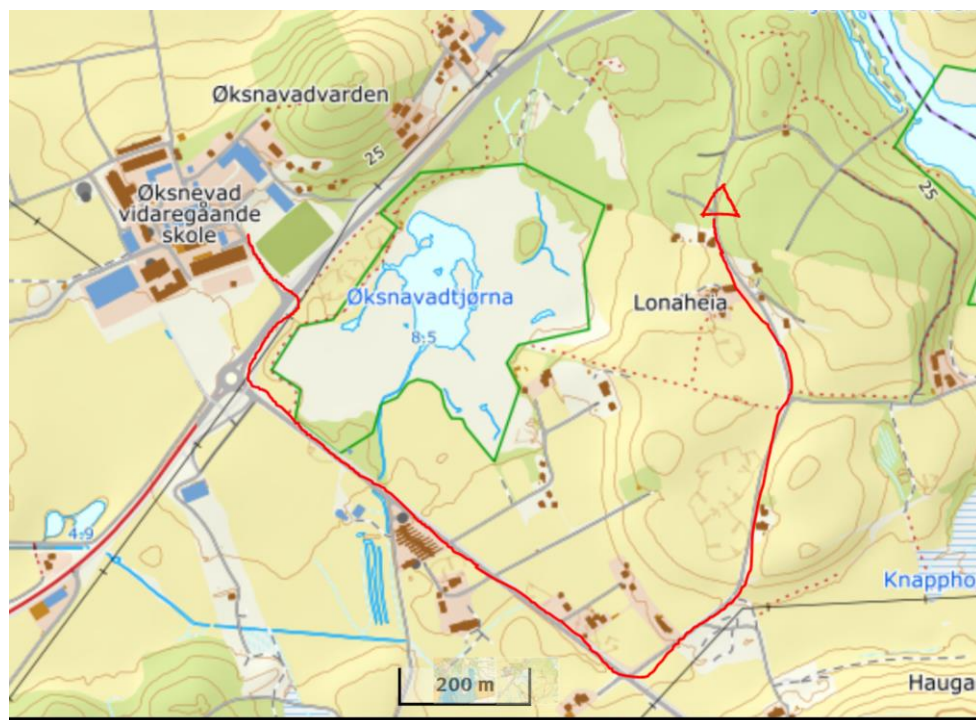 Øksnavadvarden
25
Øksnevad
vidaregåande
skole
25
Øksnavadtjørna
Lonaheia
8.5
4.9
Knappho
200 m
Hauga